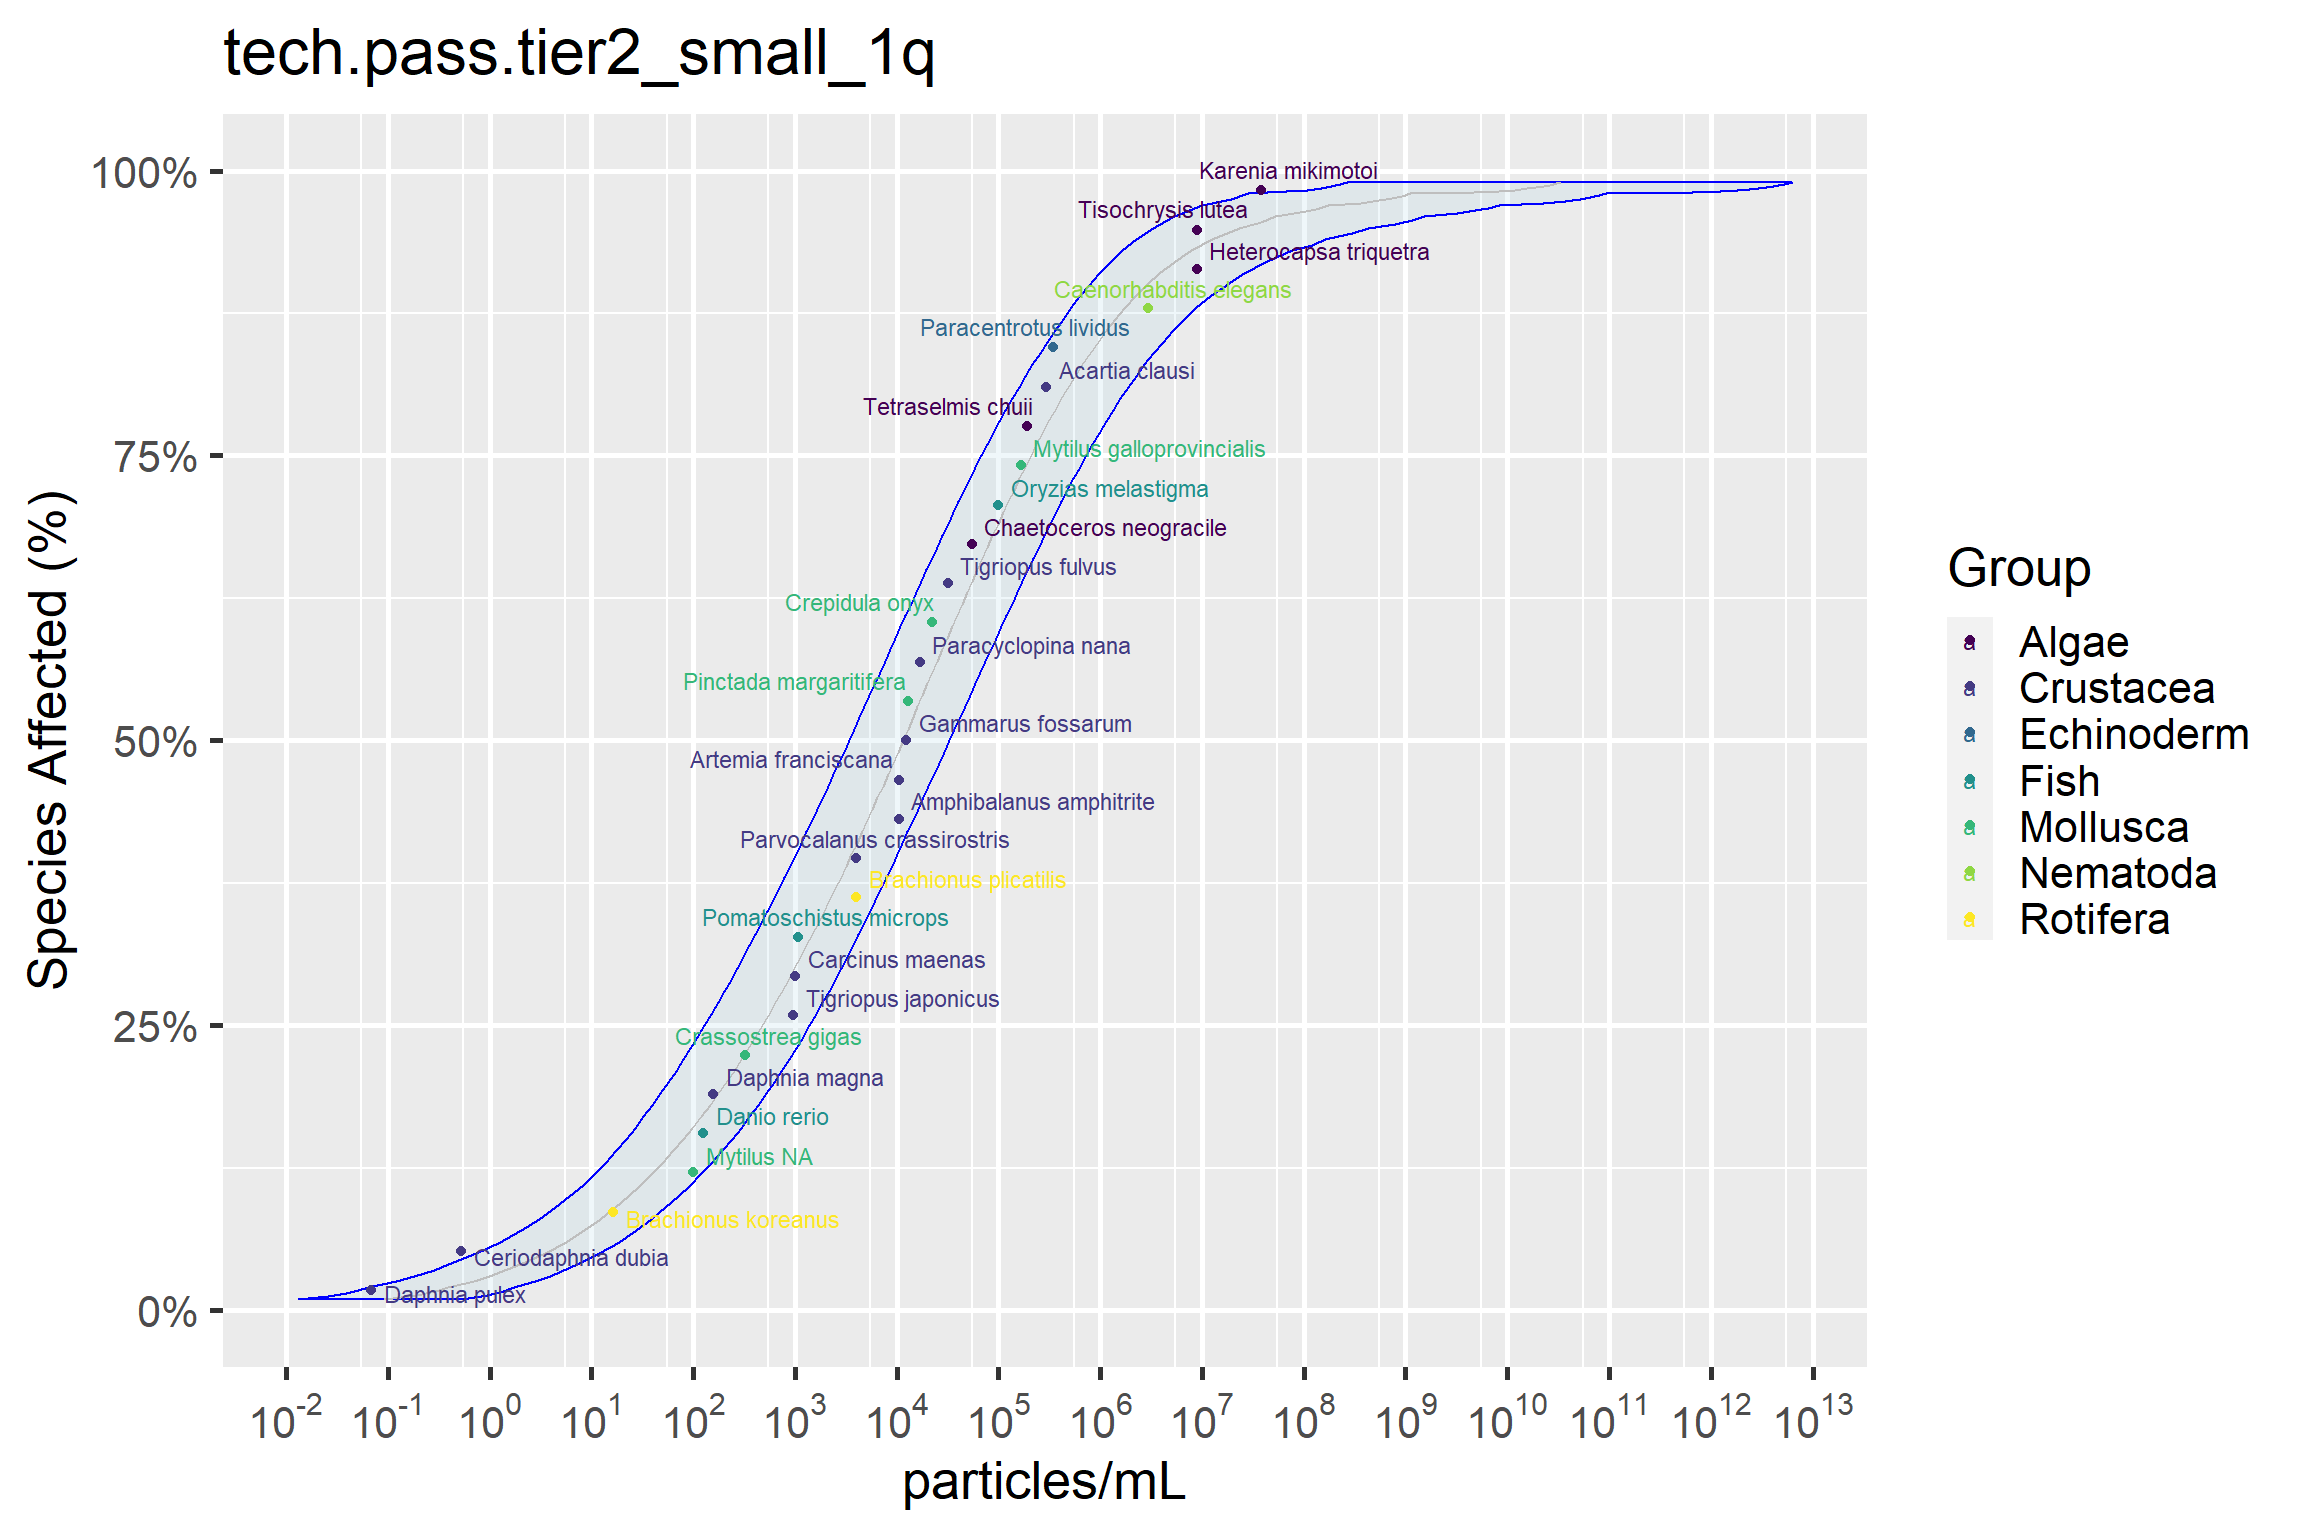 tech.pass.tier2_small_1q
100%
75%
50%
25%
0%
Species Affected (%)
Karenia mikimotoi
Tisochrysis lutea
Heterocapsa triquetra
Caenorhabditis elegans
Paracentrotus lividus
Acartia clausi
Tetraselmis chuii
Mytilus galloprovincialis
Oryzias melastigma
Chaetoceros neogracile
Tigriopus fulvus
Crepidula onyx
Paracyclopina nana
Pinctada margaritifera
Gammarus fossarum
Artemia franciscana
Amphibalanus amphitrite
Parvocalanus crassirostris
Brachionus plicatilis
Pomatoschistus microps
Carcinus maenas
Tigriopus japonicus
Crassostrea gigas
Daphnia magna
Danio rerio
Mytilus NA
Brachionus koreanus
Ceriodaphnia dubia
Daphnia pulex
10^-2 10^-1 10^0 10^1 10^2 10^3 10^4 10^5 10^6 10^7 10^8 10^9 10^10 10^11 10^12 10^13
particles/mL
Group
a Algae
a Crustacea
a Echinoderm
a Fish
a Mollusca
a Nematoda
a Rotifera